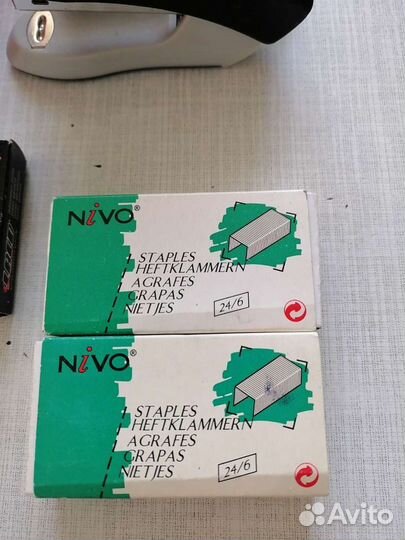 NiVO®
STAPLES
HEFTKLAMMERN
AGRAFES
GRAPAS
NIETJES
24/6
NiVO®
STAPLES
HEFTKLAMMERN
AGRAFES
GRAPAS
NIETJES
24/6
Avito